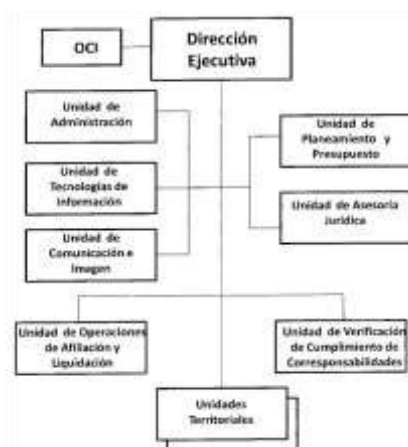 OCI
Dirección
Ejecutiva
Unidad de
Administración
Unidad de
Planeamiento y
Presupuesto
Unidad de
Tecnologías de
Información
Unidad de Asesoría
Jurídica
Unidad de
Comunicación e
Imagen
Unidad de Operaciones
de Afiliación y
Liquidación
Unidad de Verificación
de Cumplimiento de
Corresponsabilidades
Unidades
Territoriales